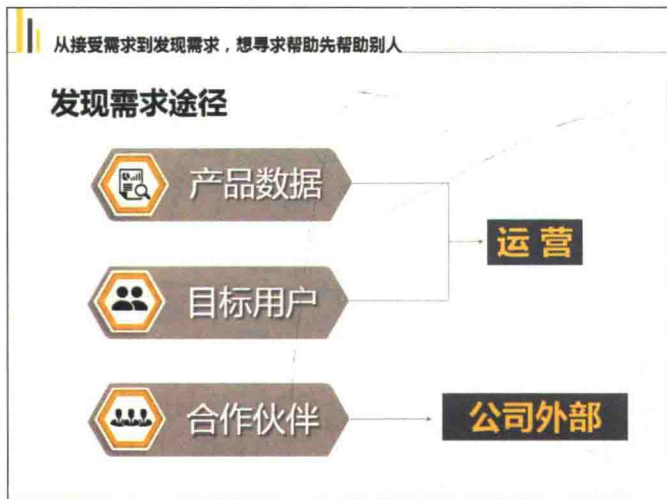 从接受需求到发现需求，想寻求帮助先帮助别人
发现需求途径
产品数据
目标用户
运营
合作伙伴
公司外部